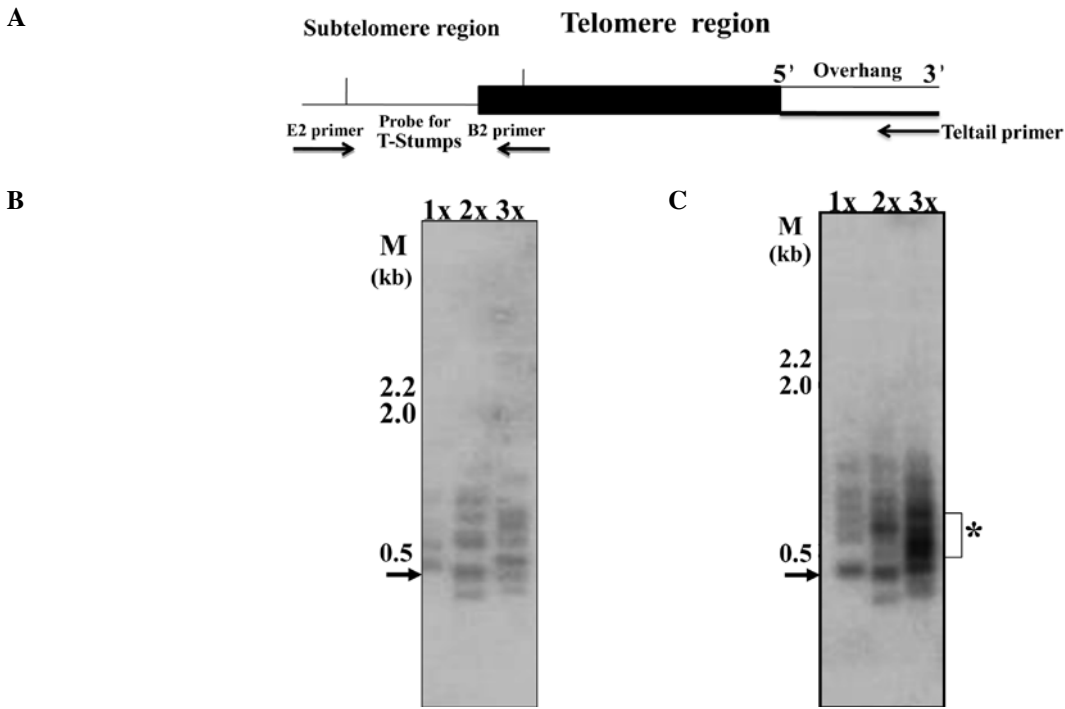 A
Subtelomere region
Telomere region
5’
Overhang
3’
E2 primer
Probe for
T-Stumps
B2 primer
Teltail primer
B
1x 2x 3x
M
(kb)
2.2
2.0
0.5
C
1x 2x 3x
M
(kb)
2.2
2.0
0.5
*